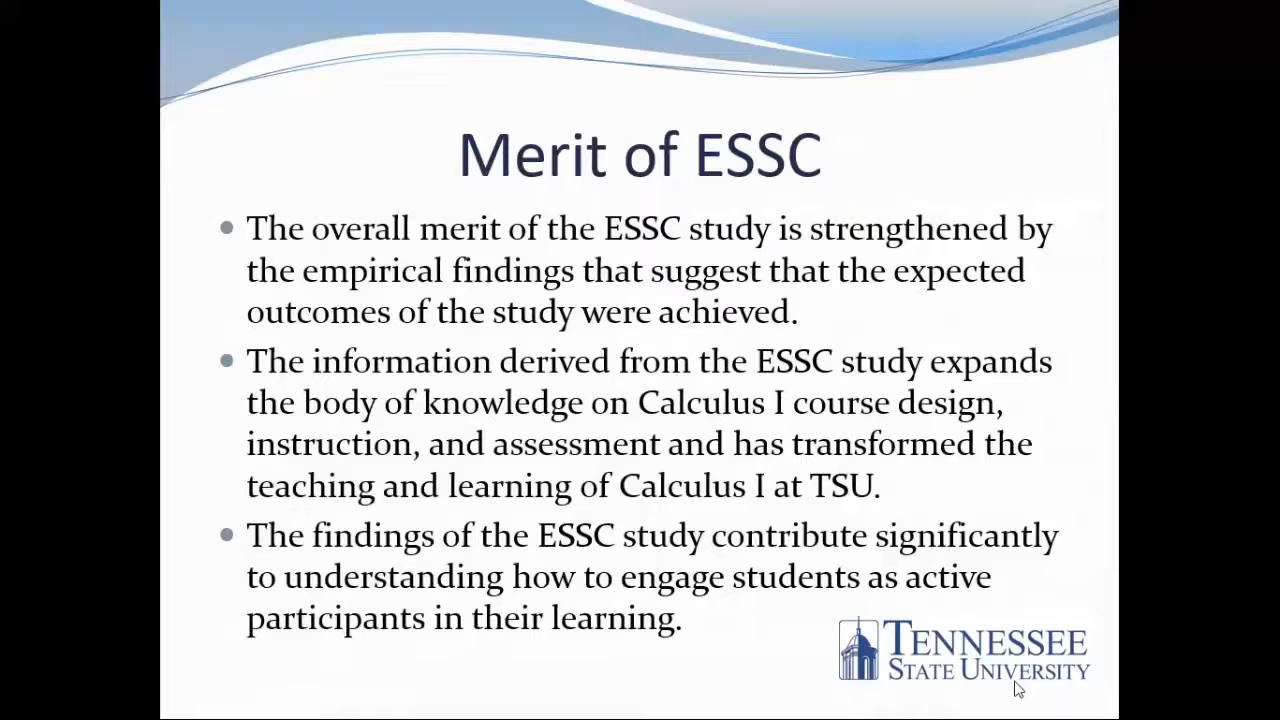 Merit of ESSC
• The overall merit of the ESSC study is strengthened by
the empirical findings that suggest that the expected
outcomes of the study were achieved.
• The information derived from the ESSC study expands
the body of knowledge on Calculus I course design,
instruction, and assessment and has transformed the
teaching and learning of Calculus I at TSU.
• The findings of the ESSC study contribute significantly
to understanding how to engage students as active
participants in their learning.
TENNESSEE
STATE UNIVERSITY